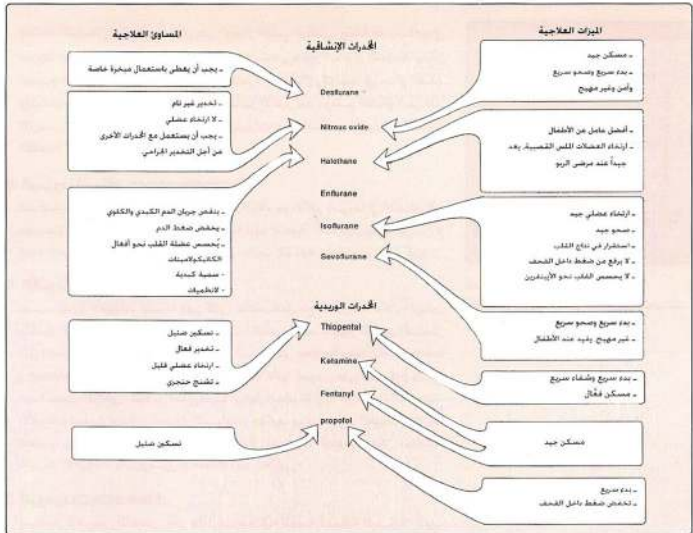 المساوئ العلاجية
المخدرات الإنشاقية
الميزات العلاجية
ـ يجب أن يعطى باستعمال مبخرة خاصة
ـ تخدير غير تام
ـ لا ارتخاء عضلي
ـ يجب أن يستعمل مع المخدرات الأخرى
من أجل التخدير الجراحي
ـ ينقص جريان الدم الكبدي والكلوي
ـ يخفض ضغط الدم
ـ يُحسس عضلة القلب نحو أفعال
الكاتيكولامينات
- سمية كبدية
- لانظميات
ـ تسكين ضئيل
ـ تخدير فعال
ـ ارتخاء عضلي قليل
ـ تشنج حنجري
تسكين ضئيل
Desflurane
Nitrous oxide
Halothane
Enflurane
Isoflurane
Sevoflurane
المخدرات الوريدية
Thiopental
Ketamine
Fentanyl
propofol
ـ مسكن جيد
ـ بدء سريع وصحو سريع
وآمن وغير مهيج
ـ أفضل عامل عن الأطفال
ـ ارتخاء العضلات الملس القصبية، يعد
جيداً عند مرضى الربو
ـ ارتخاء عضلي جيد
ـ صحو جيد
ـ استقرار في نتاج القلب
ـ لا يرفع من ضغط داخل القحف
ـ لا يحسس القلب نحو الأيبنفرين
ـ بدء سريع وصحو سريع
ـ غير مهيج، يفيد عند الأطفال
ـ بدء سريع وشفاء سريع
ـ مسكن فعّال
مسكن جيد
ـ بدء سريع
ـ تخفض ضغط داخل القحف